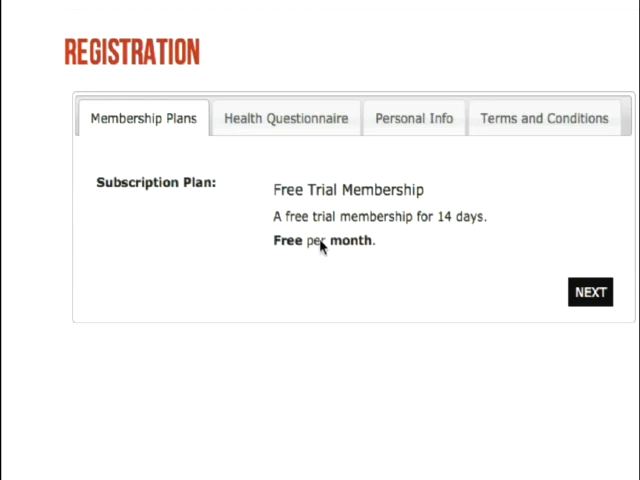 REGISTRATION
Membership Plans Health Questionnaire Personal Info Terms and Conditions
Subscription Plan: Free Trial Membership
A free trial membership for 14 days.
Free per month.
NEXT